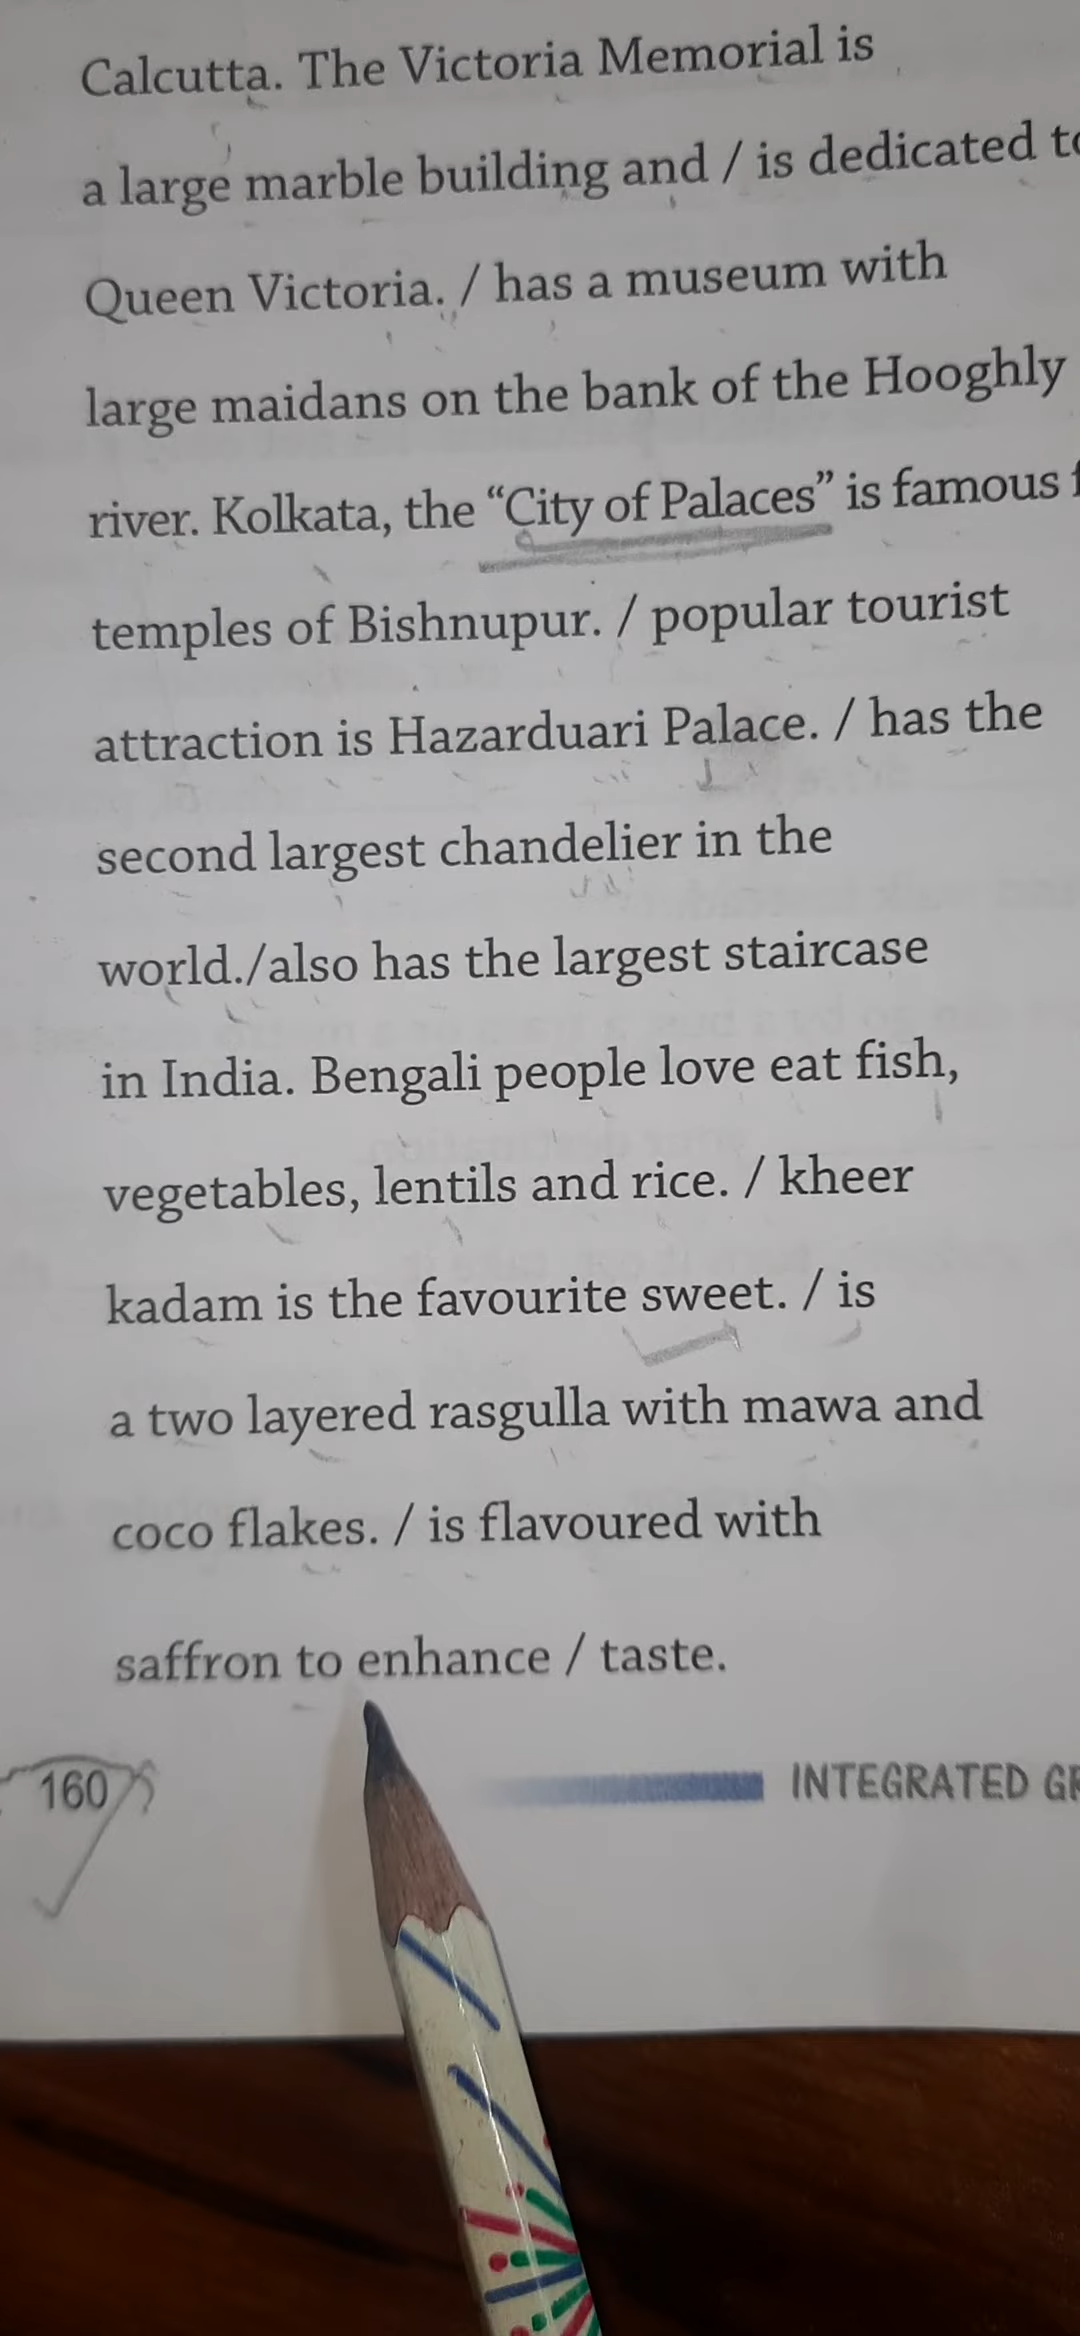 Calcutta. The Victoria Memorial is
a large marble building and / is dedicated to
Queen Victoria. / has a museum with
large maidans on the bank of the Hooghly
river. Kolkata, the “City of Palaces” is famous
temples of Bishnupur. / popular tourist
attraction is Hazarduari Palace. / has the
second largest chandelier in the
world./also has the largest staircase
in India. Bengali people love eat fish,
vegetables, lentils and rice. / kheer
kadam is the favourite sweet. / is
a two layered rasgulla with mawa and
coco flakes. / is flavoured with
saffron to enhance / taste.
160
INTEGRATED